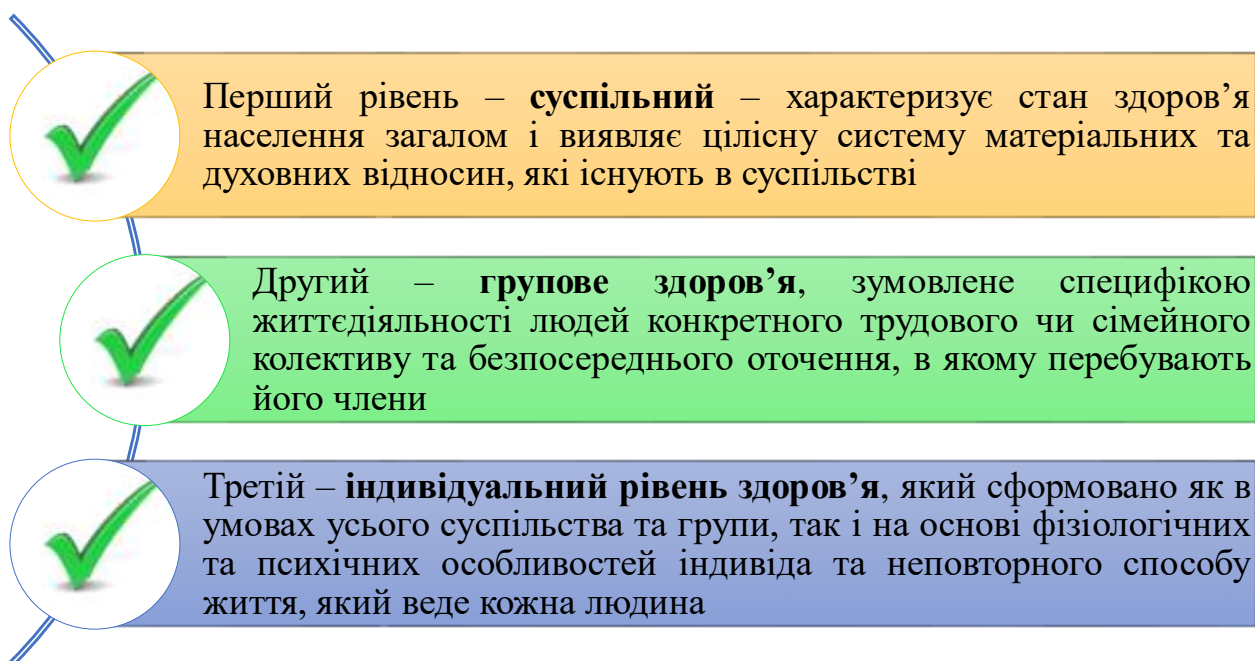 Перший рівень – суспільний – характеризує стан здоров’я
населення загалом і виявляє цілісну систему матеріальних та
духовних відносин, які існують в суспільстві
Другий – групове здоров’я, зумовлене специфікою
життєдіяльності людей конкретного трудового чи сімейного
колективу та безпосереднього оточення, в якому перебувають
його члени
Третій – індивідуальний рівень здоров’я, який сформовано як в
умовах усього суспільства та групи, так і на основі фізіологічних
та психічних особливостей індивіда та неповторного способу
життя, який веде кожна людина